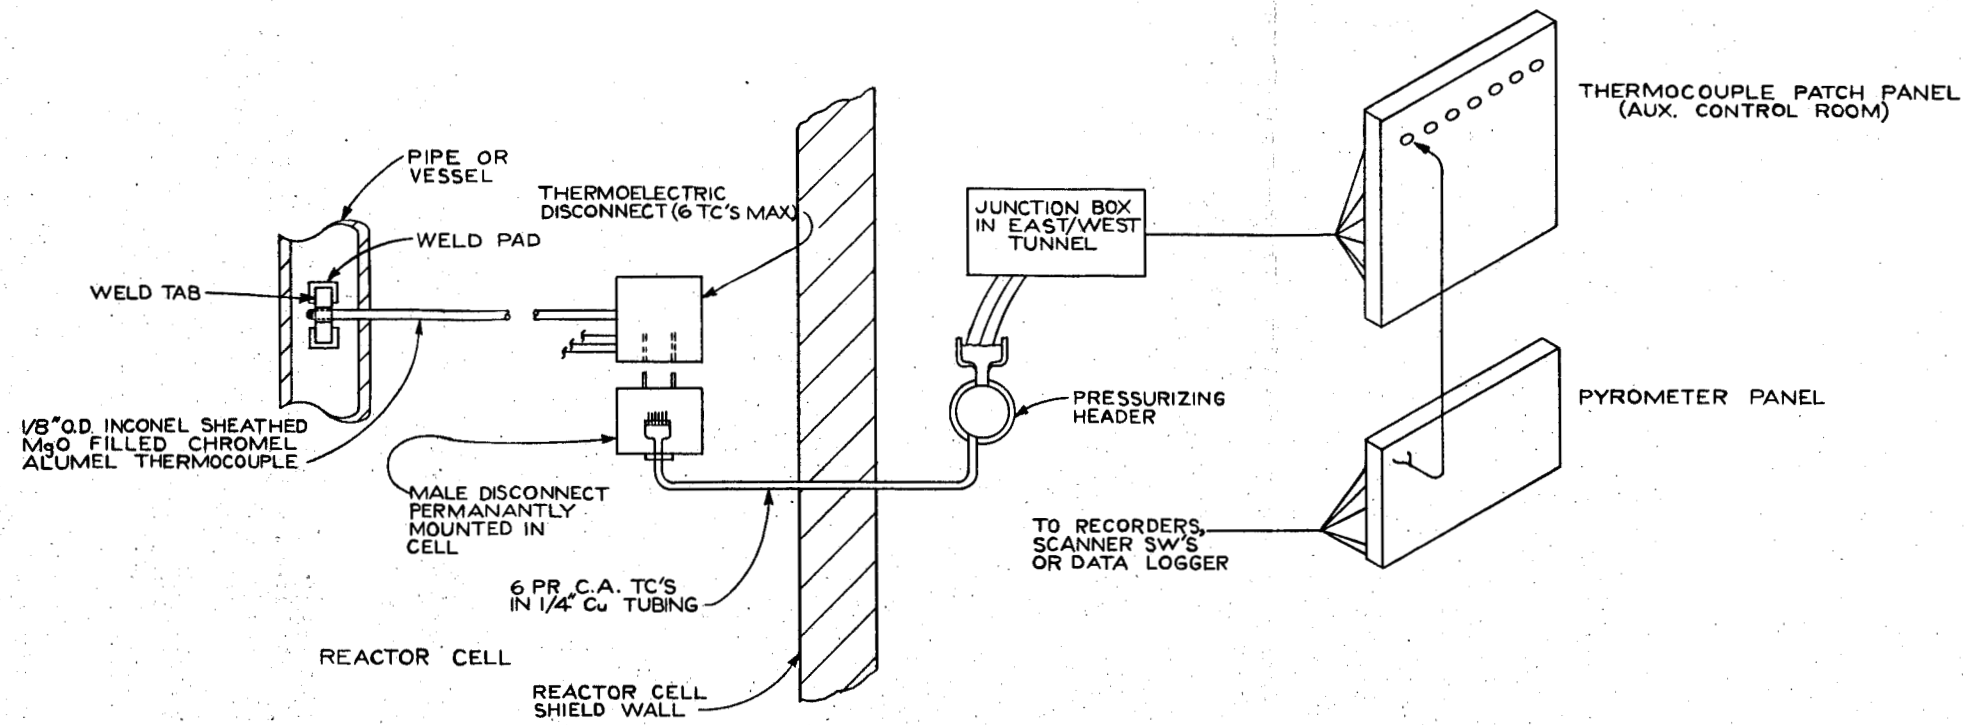 THERMOCOUPLE PATCH PANEL
(AUX. CONTROL ROOM)
PIPE OR
VESSEL
THERMOELECTRIC
DISCONNECT (6 TC'S MAX)
JUNCTION BOX
IN EAST/WEST
TUNNEL
WELD PAD
WELD TAB
PRESSURIZING
HEADER
PYROMETER PANEL
1/8" O.D. INCONEL SHEATHED
MgO FILLED CHROMEL
ALUMEL THERMOCOUPLE
MALE DISCONNECT
PERMANANTLY
MOUNTED IN
CELL
TO RECORDERS,
SCANNER SW'S
OR DATA LOGGER
6 PR. C.A. TC'S
IN 1/4" Cu TUBING
REACTOR CELL
REACTOR CELL
SHIELD WALL